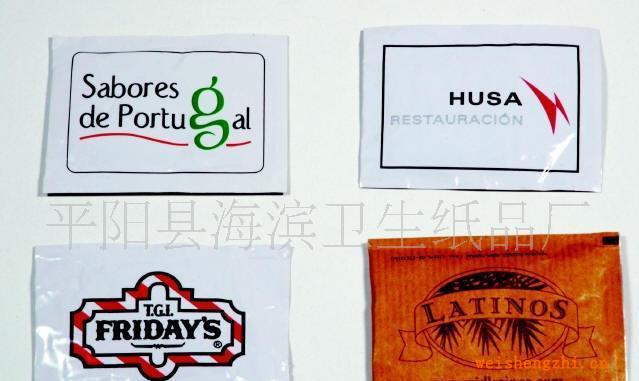 Sabores
de Portugal
HUSA
RESTAURACIÓN
平阳县海滨卫生纸品厂
T.G.I.
FRIDAY'S
®
LATINOS
weishengzhi.cn